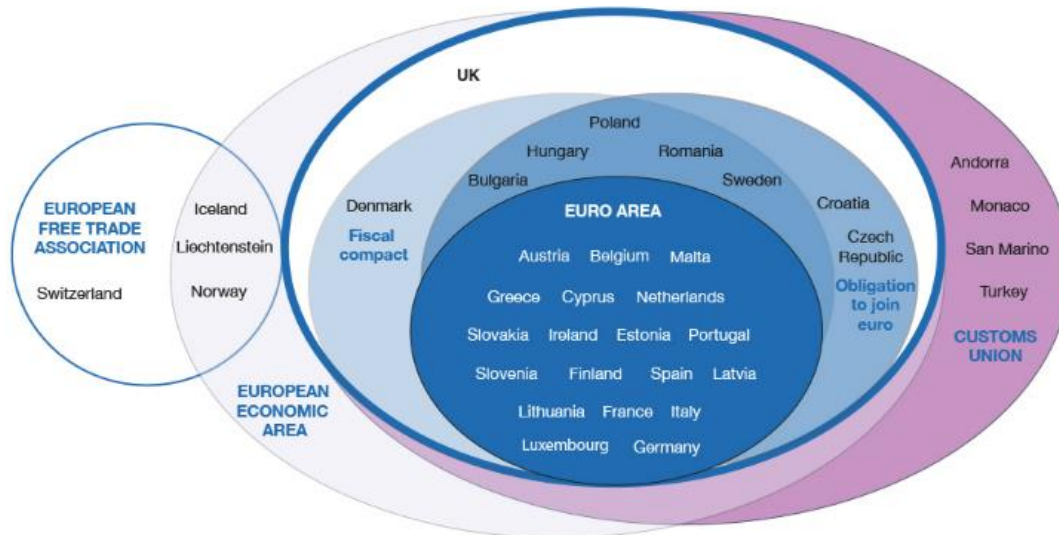 UK
Poland
Hungary
Romania
Bulgaria
Sweden
Andorra
EUROPEAN
FREE TRADE
ASSOCIATION
Iceland
Denmark
EURO AREA
Croatia
Monaco
Fiscal
compact
Czech
Republic
Liechtenstein
San Marino
Austria
Belgium
Malta
Switzerland
Norway
Obligation
to join
euro
Turkey
Greece
Cyprus
Netherlands
Slovakia
Ireland
Estonia
Portugal
CUSTOMS
UNION
Slovenia
Finland
Spain
Latvia
EUROPEAN
ECONOMIC
AREA
Lithuania
France
Italy
Luxembourg
Germany